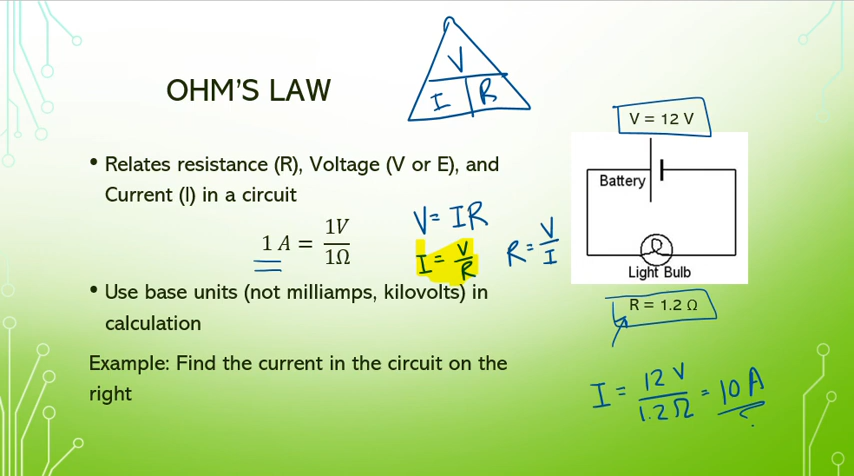 OHM'S LAW
V
I R
• Relates resistance (R), Voltage (V or E), and
Current (I) in a circuit
1 A = 1V/1Ω
V = IR
I = V/R
R = V/I
• Use base units (not milliamps, kilovolts) in
calculation
Example: Find the current in the circuit on the
right
V = 12 V
Battery
Light Bulb
R = 1.2 Ω
I = 12 V/1.2 Ω = 10 A